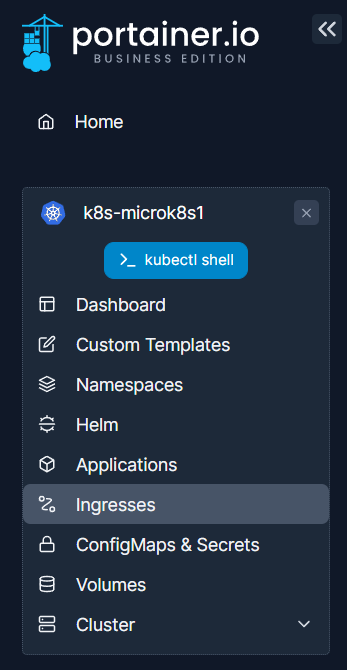 portainer.io
BUSINESS EDITION
Home
k8s-microk8s1
kubectl shell
Dashboard
Custom Templates
Namespaces
Helm
Applications
Ingresses
ConfigMaps & Secrets
Volumes
Cluster